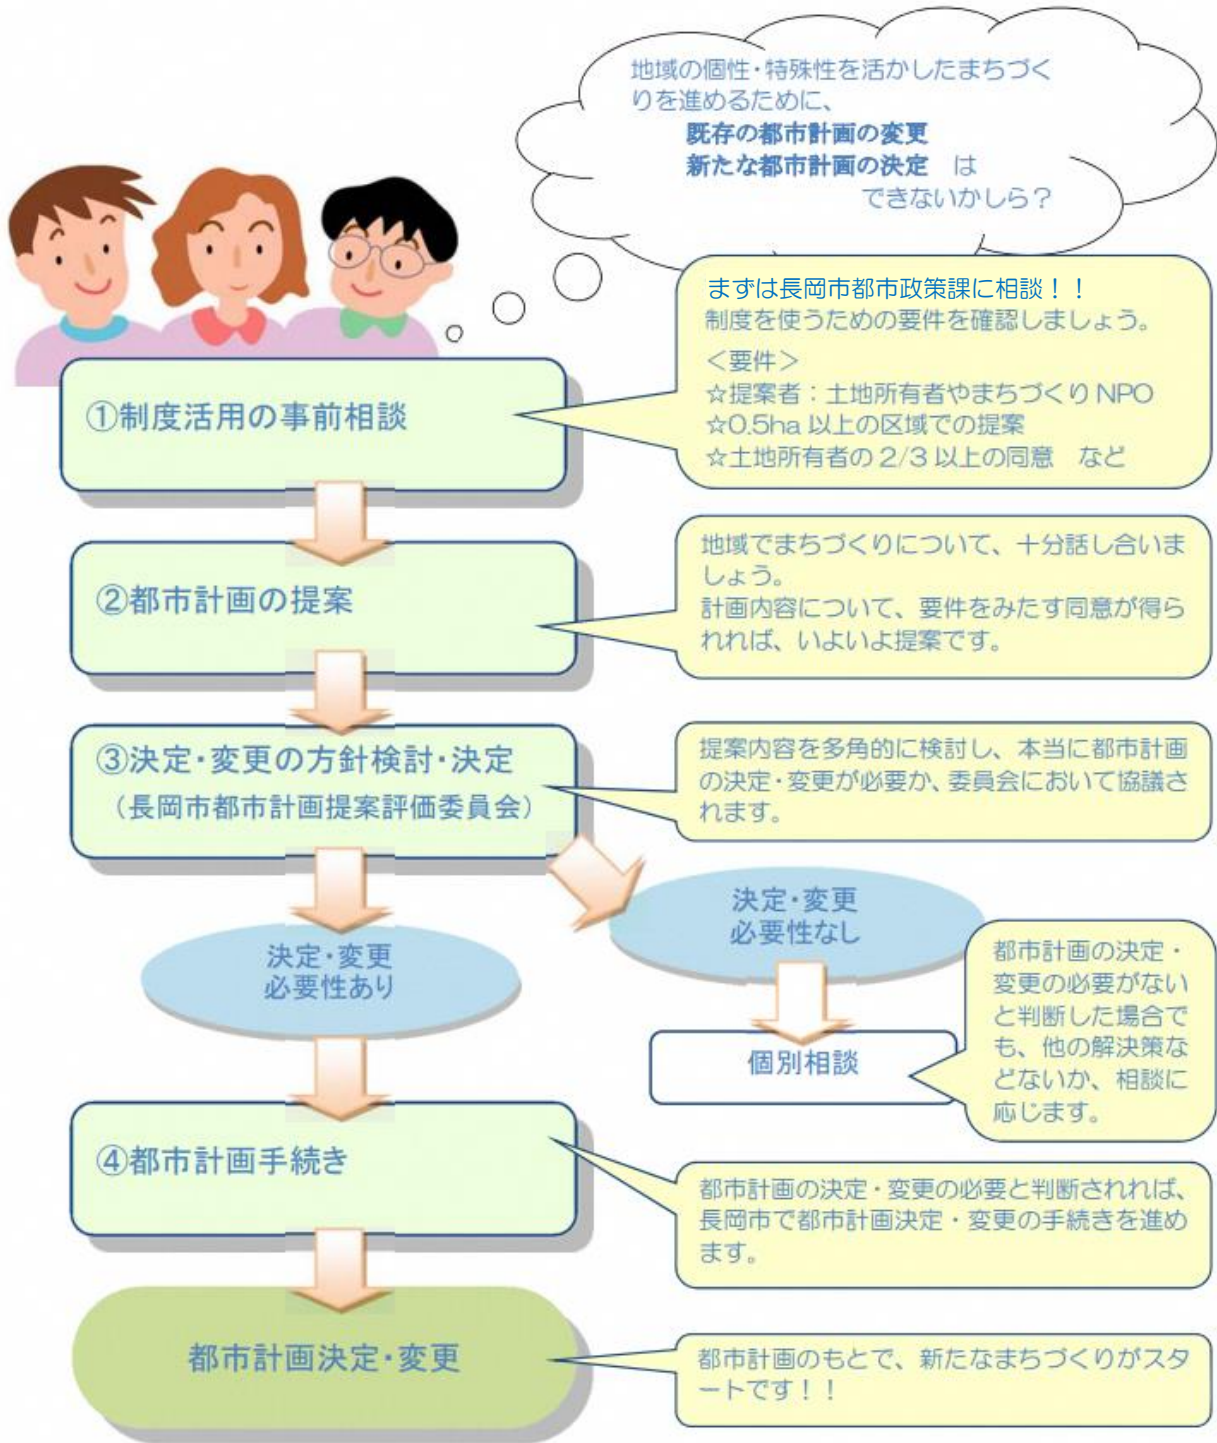 地域の個性・特殊性を活かしたまちづく
りを進めるために、
既存の都市計画の変更
新たな都市計画の決定 は
できないかしら？
まずは長岡市都市政策課に相談！！
制度を使うための要件を確認しましょう。
＜要件＞
☆提案者：土地所有者やまちづくり NPO
☆0.5ha 以上の区域での提案
☆土地所有者の 2/3 以上の同意 など
①制度活用の事前相談
地域でまちづくりについて、十分話し合いま
しょう。
計画内容について、要件をみたす同意が得ら
れれば、いよいよ提案です。
②都市計画の提案
③決定・変更の方針検討・決定
（長岡市都市計画提案評価委員会）
提案内容を多角的に検討し、本当に都市計画
の決定・変更が必要か、委員会において協議さ
れます。
決定・変更
必要性なし
決定・変更
必要性あり
個別相談
都市計画の決定・
変更の必要がない
と判断した場合で
も、他の解決策な
どないか、相談に
応じます。
④都市計画手続き
都市計画の決定・変更の必要と判断されれば、
長岡市で都市計画決定・変更の手続きを進め
ます。
都市計画決定・変更
都市計画のもとで、新たなまちづくりがスタ
ートです！！